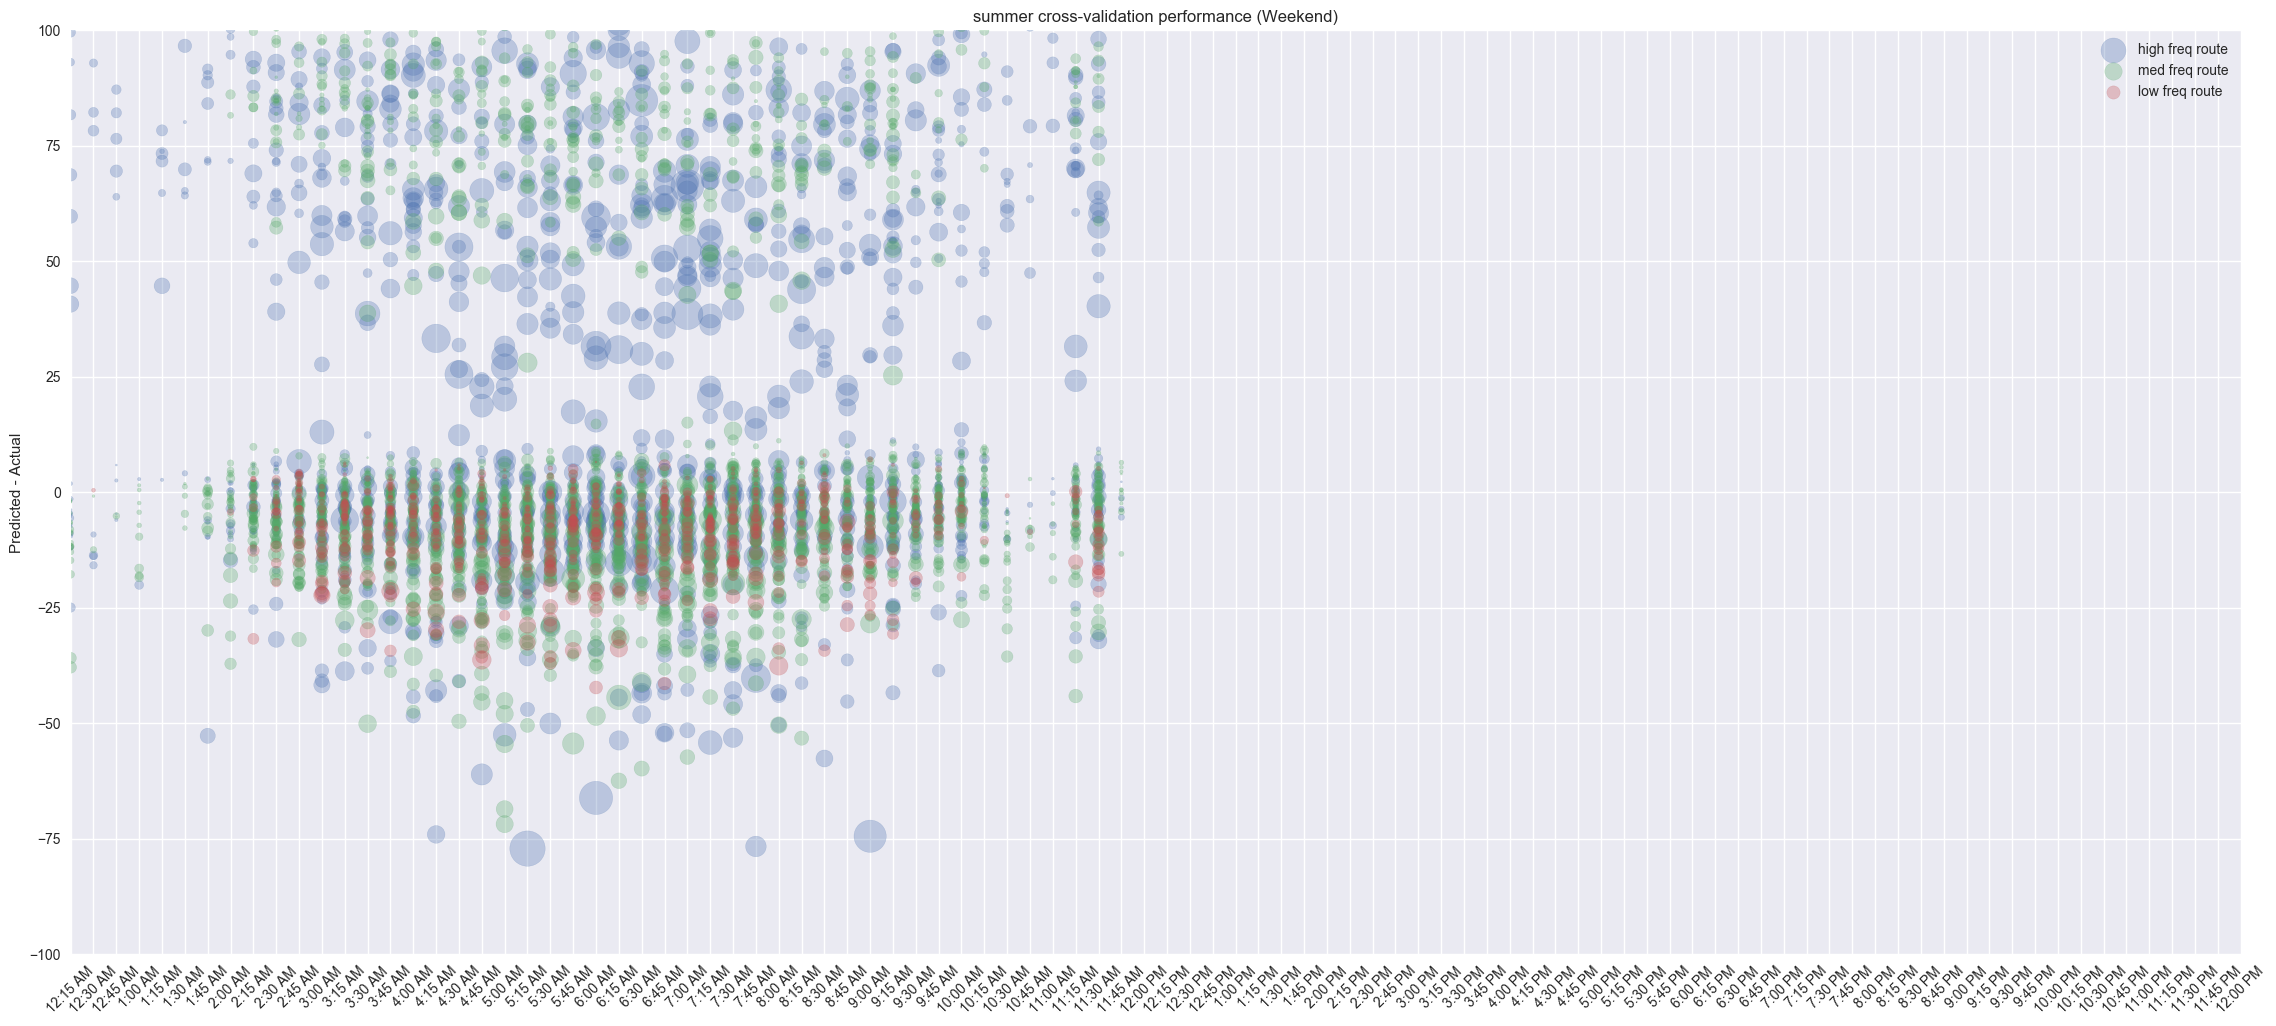 summer cross-validation performance (Weekend)
high freq route
med freq route
low freq route
Predicted - Actual
100
75
50
25
0
−25
−50
−75
−100
12:15 AM
12:30 AM
12:45 AM
1:00 AM
1:15 AM
1:30 AM
1:45 AM
2:00 AM
2:15 AM
2:30 AM
2:45 AM
3:00 AM
3:15 AM
3:30 AM
3:45 AM
4:00 AM
4:15 AM
4:30 AM
4:45 AM
5:00 AM
5:15 AM
5:30 AM
5:45 AM
6:00 AM
6:15 AM
6:30 AM
6:45 AM
7:00 AM
7:15 AM
7:30 AM
7:45 AM
8:00 AM
8:15 AM
8:30 AM
8:45 AM
9:00 AM
9:15 AM
9:30 AM
9:45 AM
10:00 AM
10:15 AM
10:30 AM
10:45 AM
11:00 AM
11:15 AM
11:30 AM
11:45 AM
12:00 PM
12:15 PM
12:30 PM
12:45 PM
1:00 PM
1:15 PM
1:30 PM
1:45 PM
2:00 PM
2:15 PM
2:30 PM
2:45 PM
3:00 PM
3:15 PM
3:30 PM
3:45 PM
4:00 PM
4:15 PM
4:30 PM
4:45 PM
5:00 PM
5:15 PM
5:30 PM
5:45 PM
6:00 PM
6:15 PM
6:30 PM
6:45 PM
7:00 PM
7:15 PM
7:30 PM
7:45 PM
8:00 PM
8:15 PM
8:30 PM
8:45 PM
9:00 PM
9:15 PM
9:30 PM
9:45 PM
10:00 PM
10:15 PM
10:30 PM
10:45 PM
11:00 PM
11:15 PM
11:30 PM
11:45 PM
12:00 PM